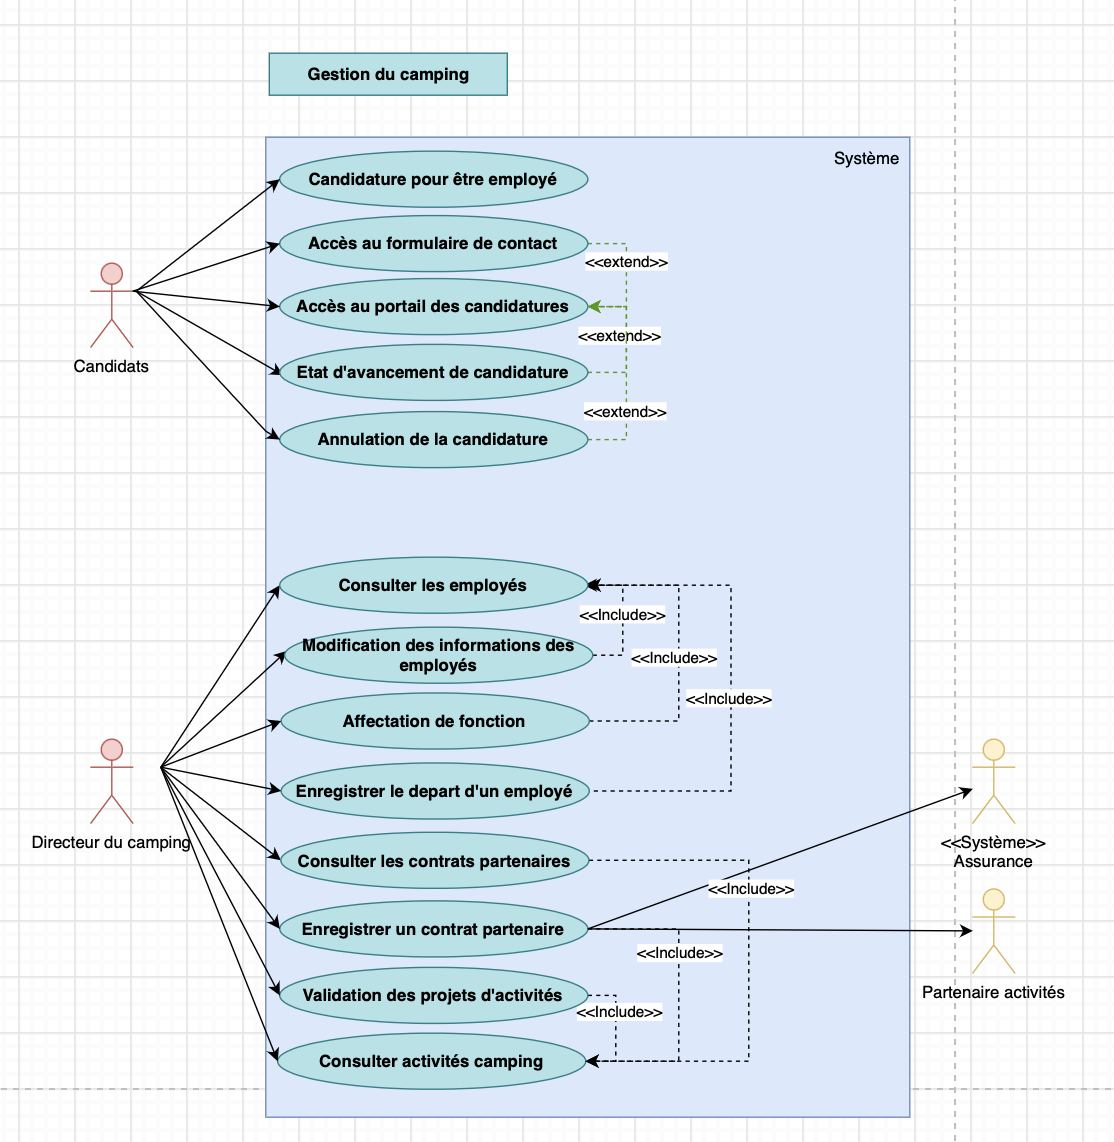 Gestion du camping
Système
Candidature pour être employé
Accès au formulaire de contact
<<extend>>
Accès au portail des candidatures
<<extend>>
Candidats
Etat d'avancement de candidature
<<extend>>
Annulation de la candidature
Consulter les employés
<<Include>>
Modification des informations des
employés
<<Include>>
<<Include>>
Affectation de fonction
Enregistrer le depart d'un employé
Directeur du camping
<<Système>>
Assurance
Consulter les contrats partenaires
<<Include>>
Enregistrer un contrat partenaire
<<Include>>
Partenaire activités
Validation des projets d'activités
<<Include>>
Consulter activités camping